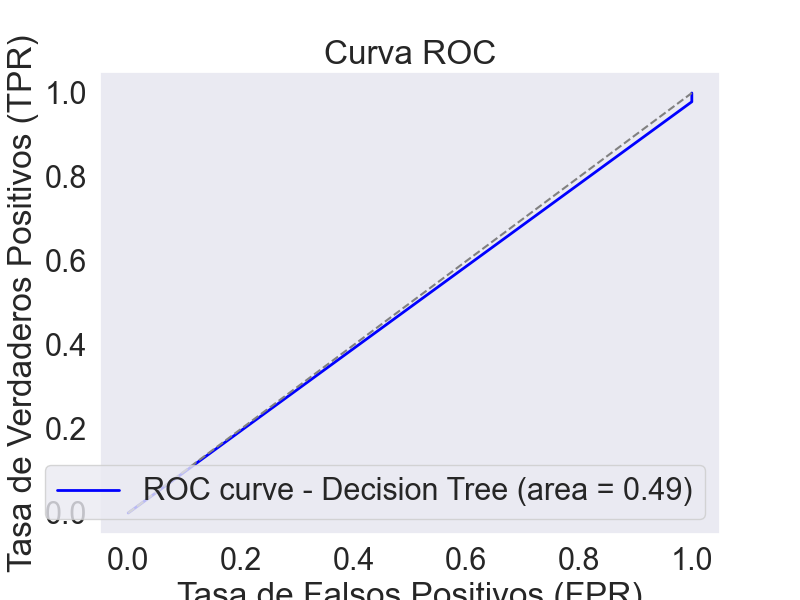 Curva ROC
Tasa de Verdaderos Positivos (TPR)
1.0
0.8
0.6
0.4
0.2
0.0
ROC curve - Decision Tree (area = 0.49)
0.0 0.2 0.4 0.6 0.8 1.0
Tasa de Falsos Positivos (FPR)